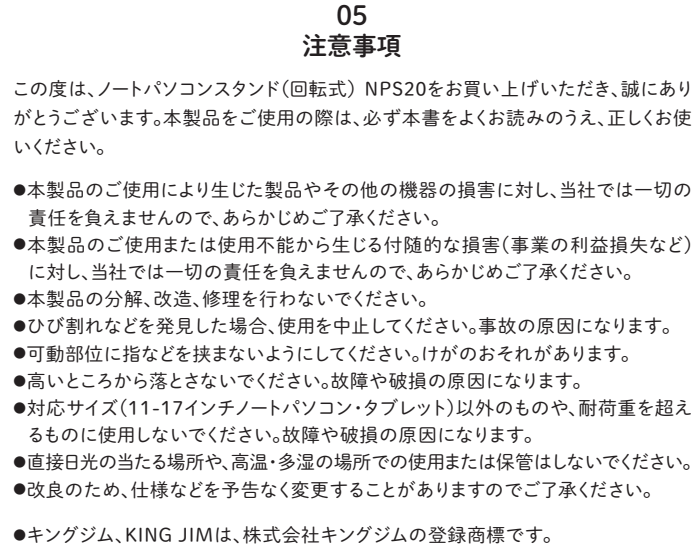 05
注意事項
この度は、ノートパソコンスタンド（回転式） NPS20をお買い上げいただき、誠にあり
がとうございます。本製品をご使用の際は、必ず本書をよくお読みのうえ、正しくお使
いください。
●本製品のご使用により生じた製品やその他の機器の損害に対し、当社では一切の
責任を負えませんので、あらかじめご了承ください。
●本製品のご使用または使用不能から生じる付随的な損害（事業の利益損失など）
に対し、当社では一切の責任を負えませんので、あらかじめご了承ください。
●本製品の分解、改造、修理を行わないでください。
●ひび割れなどを発見した場合、使用を中止してください。事故の原因になります。
●可動部位に指などを挟まないようにしてください。けがのおそれがあります。
●高いところから落とさないでください。故障や破損の原因になります。
●対応サイズ（11-17インチノートパソコン・タブレット）以外のものや、耐荷重を超え
るものに使用しないでください。故障や破損の原因になります。
●直接日光の当たる場所や、高温・多湿の場所での使用または保管はしないでください。
●改良のため、仕様などを予告なく変更することがありますのでご了承ください。
●キングジム、KING JIMは、株式会社キングジムの登録商標です。